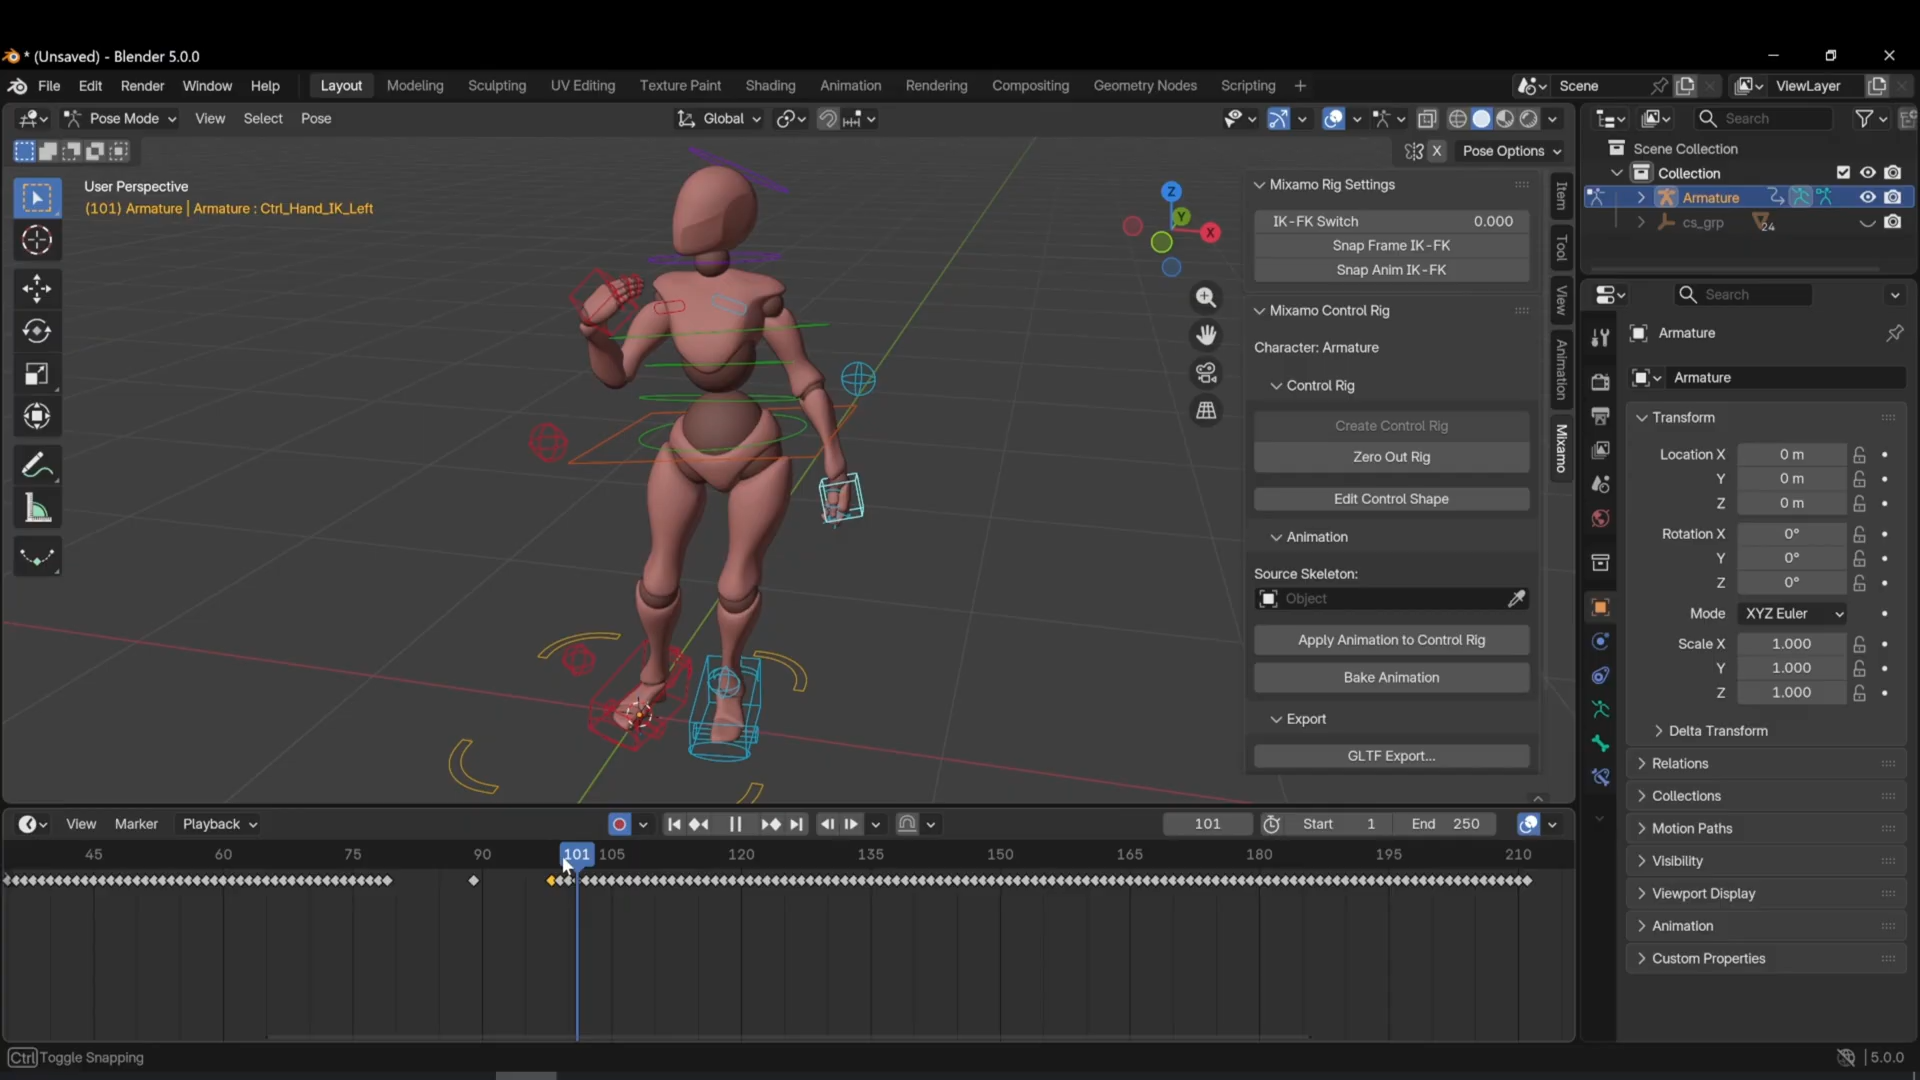 * (Unsaved) - Blender 5.0.0
File Edit Render Window Help Layout Modeling Sculpting UV Editing Texture Paint Shading Animation Rendering Compositing Geometry Nodes Scripting + Scene ViewLayer
Pose Mode View Select Pose Global Search
X Pose Options
Scene Collection
Collection
Armature
cs_grp 24
User Perspective
(101) Armature | Armature : Ctrl_Hand_IK_Left
Z
Y
X
Mixamo Rig Settings
IK-FK Switch 0.000
Snap Frame IK-FK
Snap Anim IK-FK
Mixamo Control Rig
Character: Armature
Control Rig
Create Control Rig
Zero Out Rig
Edit Control Shape
Animation
Source Skeleton:
Object
Apply Animation to Control Rig
Bake Animation
Export
GLTF Export...
Item
Tool
View
Animation
Mixamo
Search
Armature
Armature
Transform
Location X 0 m
Y 0 m
Z 0 m
Rotation X 0°
Y 0°
Z 0°
Mode XYZ Euler
Scale X 1.000
Y 1.000
Z 1.000
Delta Transform
Relations
Collections
Motion Paths
Visibility
Viewport Display
Animation
Custom Properties
View Marker Playback 101 Start 1 End 250
45 60 75 90 101 105 120 135 150 165 180 195 210
Ctrl Toggle Snapping
5.0.0